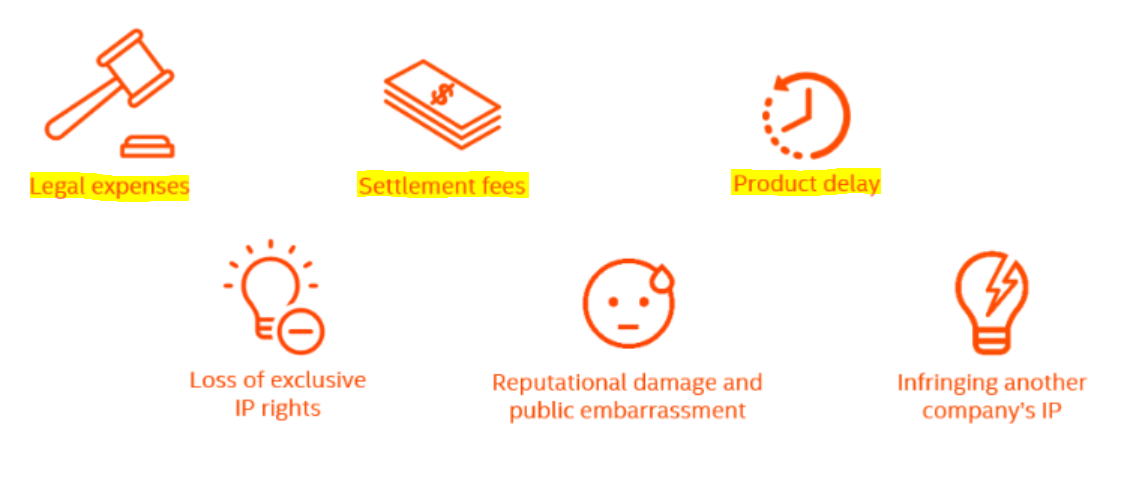 $
Legal expenses
Settlement fees
Product delay
Loss of exclusive
IP rights
Reputational damage and
public embarrassment
Infringing another
company's IP